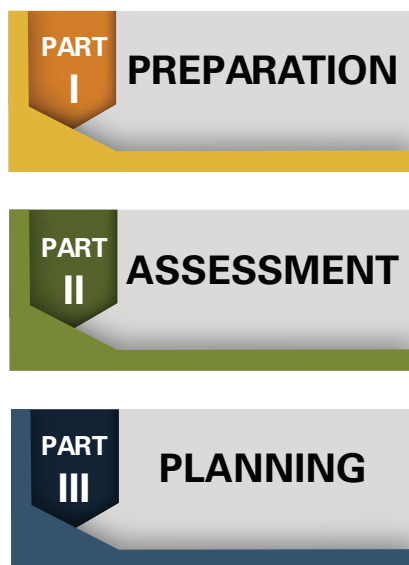 PART
I
PREPARATION
PART
II
ASSESSMENT
PART
III
PLANNING